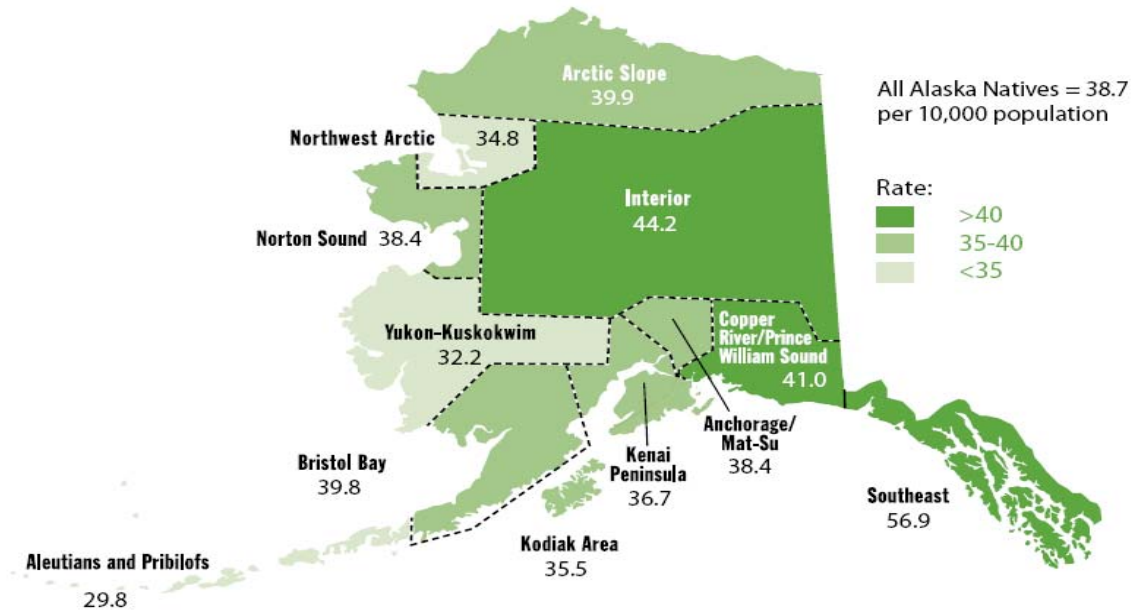 Arctic Slope
39.9
All Alaska Natives = 38.7
per 10,000 population
Northwest Arctic
34.8
Rate:
>40
35-40
<35
Interior
44.2
Norton Sound
38.4
Yukon–Kuskokwim
32.2
Copper
River/Prince
William Sound
41.0
Anchorage/
Mat-Su
38.4
Kenai
Peninsula
36.7
Bristol Bay
39.8
Southeast
56.9
Kodiak Area
35.5
Aleutians and Pribilofs
29.8